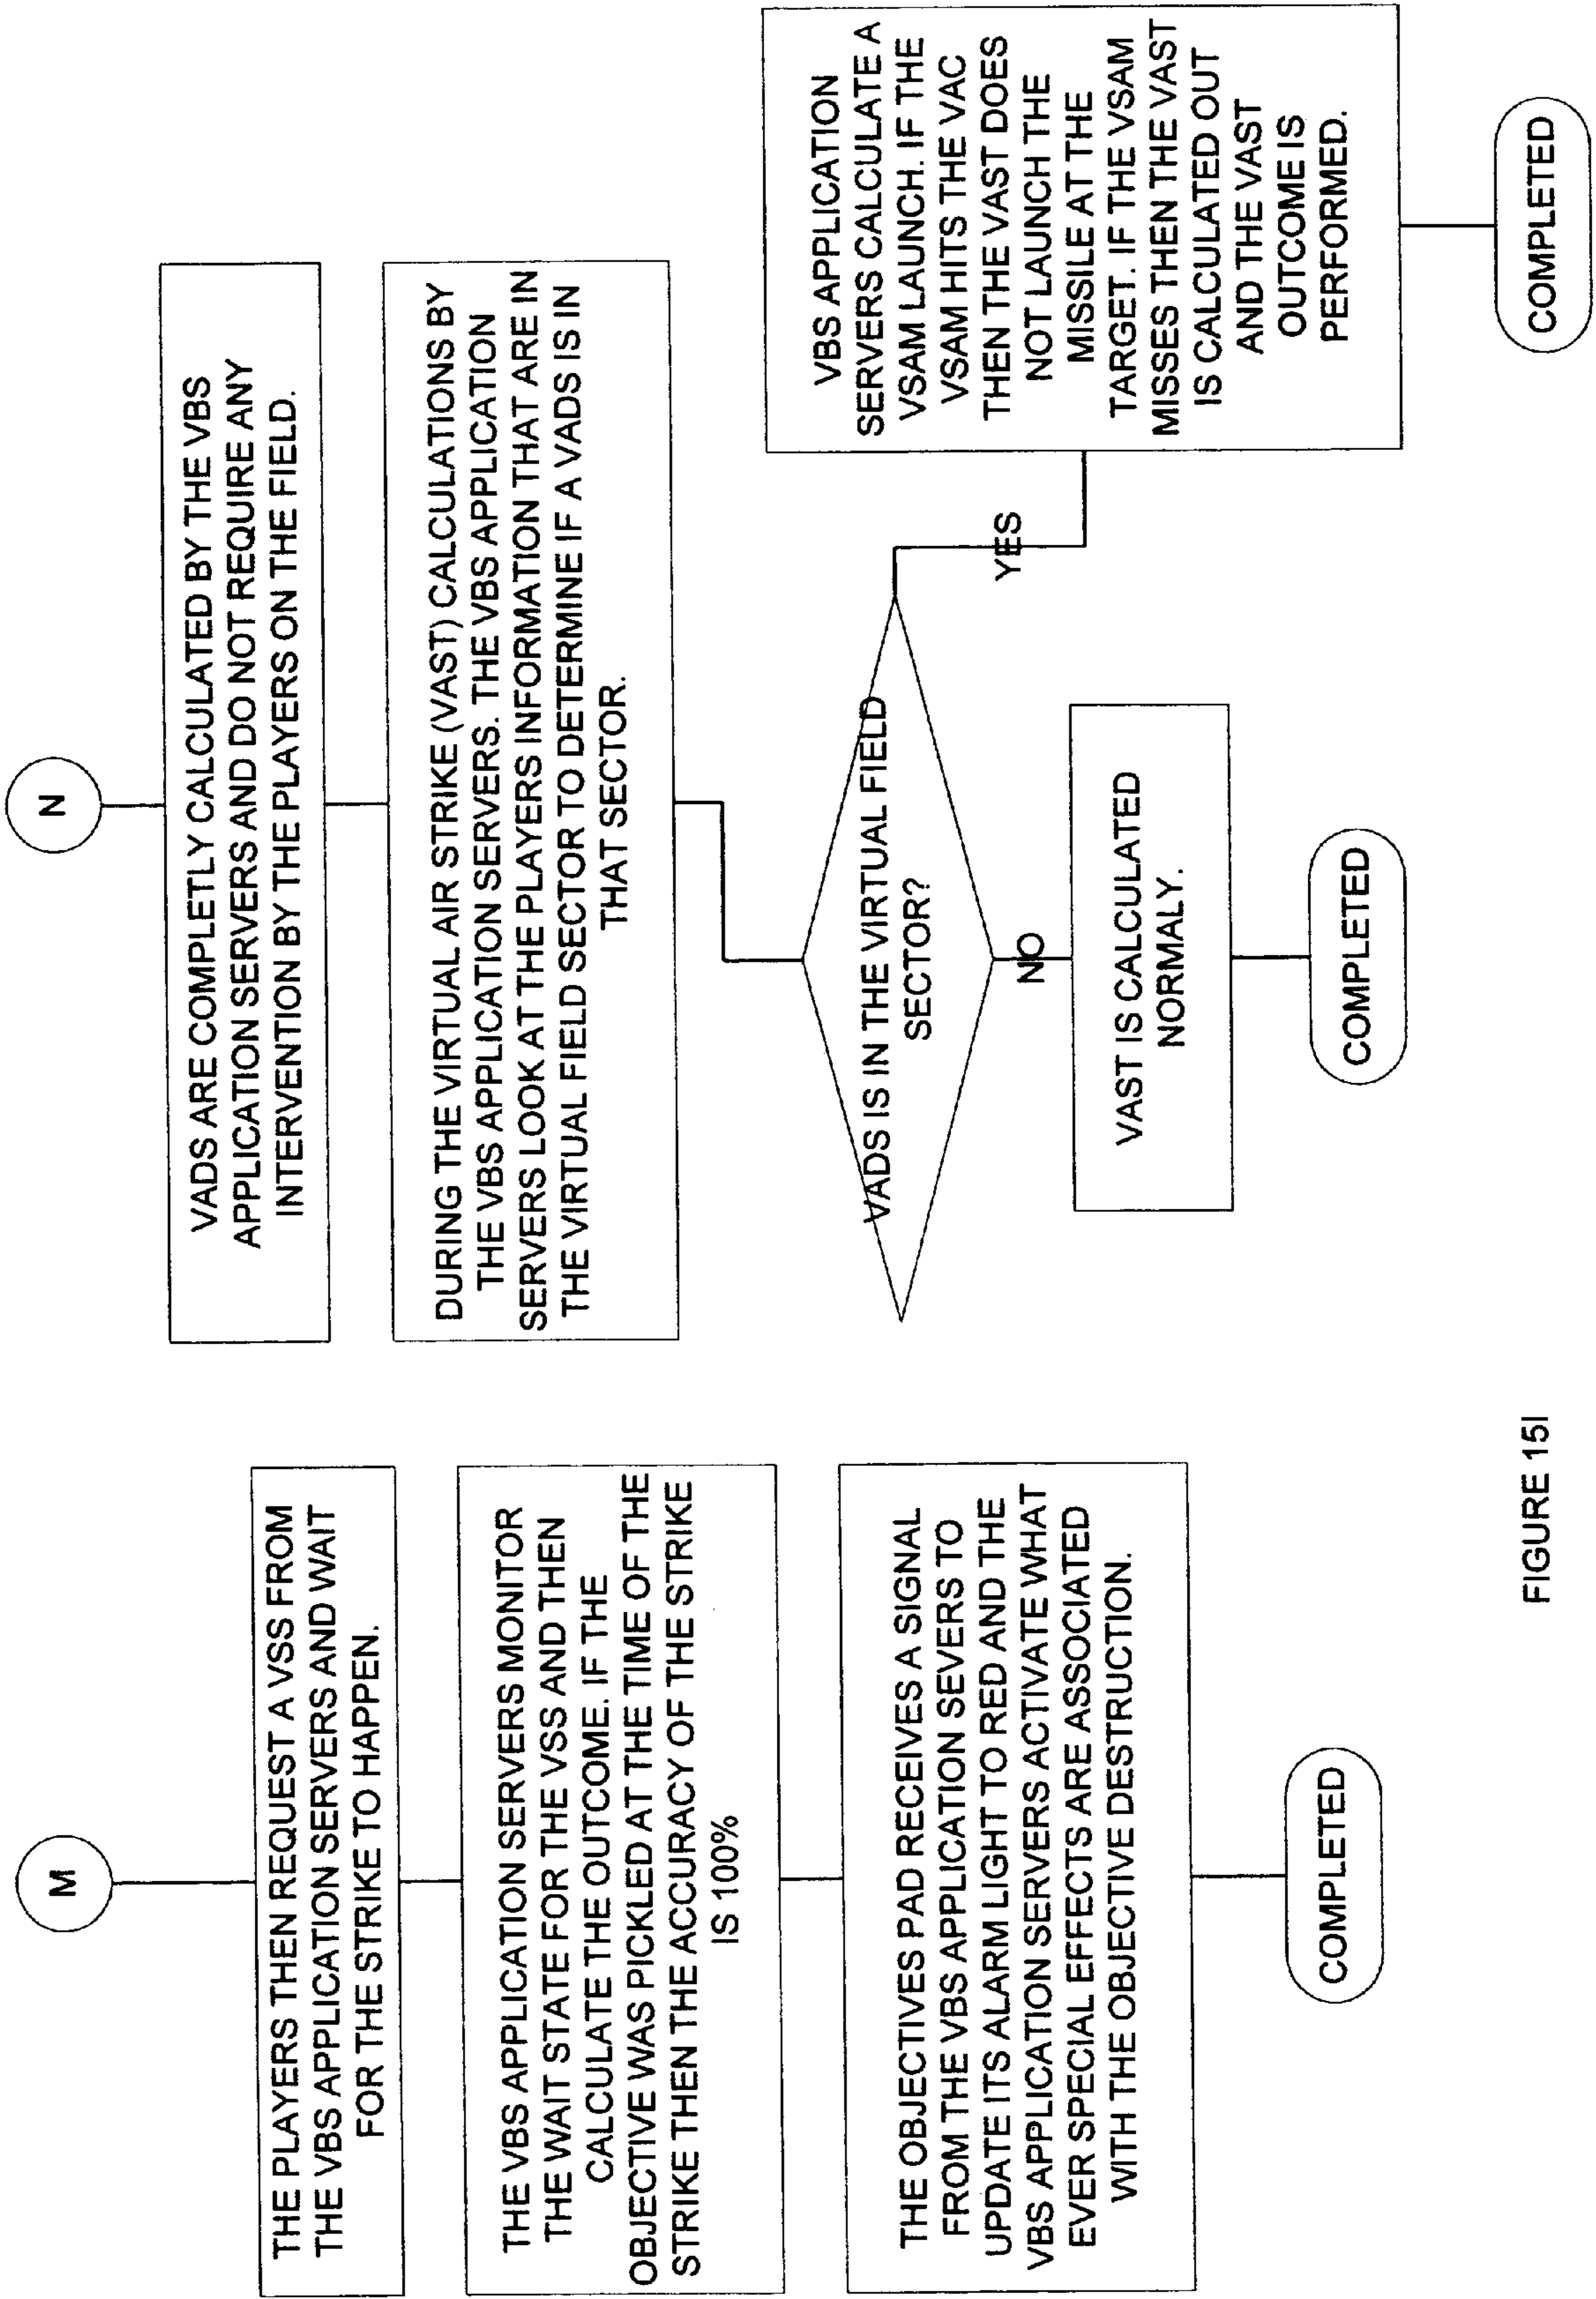 M
THE PLAYERS THEN REQUEST A VSS FROM
THE VBS APPLICATION SERVERS AND WAIT
FOR THE STRIKE TO HAPPEN.
THE VBS APPLICATION SERVERS MONITOR
THE WAIT STATE FOR THE VSS AND THEN
CALCULATE THE OUTCOME. IF THE
OBJECTIVE WAS PICKLED AT THE TIME OF THE
STRIKE THEN THE ACCURACY OF THE STRIKE
IS 100%
THE OBJECTIVES PAD RECEIVES A SIGNAL
FROM THE VBS APPLICATION SEVERS TO
UPDATE ITS ALARM LIGHT TO RED AND THE
VBS APPLICATION SERVERS ACTIVATE WHAT
EVER SPECIAL EFFECTS ARE ASSOCIATED
WITH THE OBJECTIVE DESTRUCTION.
COMPLETED
N
VADS ARE COMPLETLY CALCULATED BY THE VBS
APPLICATION SERVERS AND DO NOT REQUIRE ANY
INTERVENTION BY THE PLAYERS ON THE FIELD.
DURING THE VIRTUAL AIR STRIKE (VAST) CALCULATIONS BY
THE VBS APPLICATION SERVERS. THE VBS APPLICATION
SERVERS LOOK AT THE PLAYERS INFORMATION THAT ARE IN
THE VIRTUAL FIELD SECTOR TO DETERMINE IF A VADS IS IN
THAT SECTOR.
VADS IS IN THE VIRTUAL FIELD
SECTOR?
YES
NO
VAST IS CALCULATED
NORMALY.
COMPLETED
VBS APPLICATION
SERVERS CALCULATE A
VSAM LAUNCH. IF THE
VSAM HITS THE VAC
THEN THE VAST DOES
NOT LAUNCH THE
MISSILE AT THE
TARGET. IF THE VSAM
MISSES THEN THE VAST
IS CALCULATED OUT
AND THE VAST
OUTCOME IS
PERFORMED.
COMPLETED
FIGURE 15I